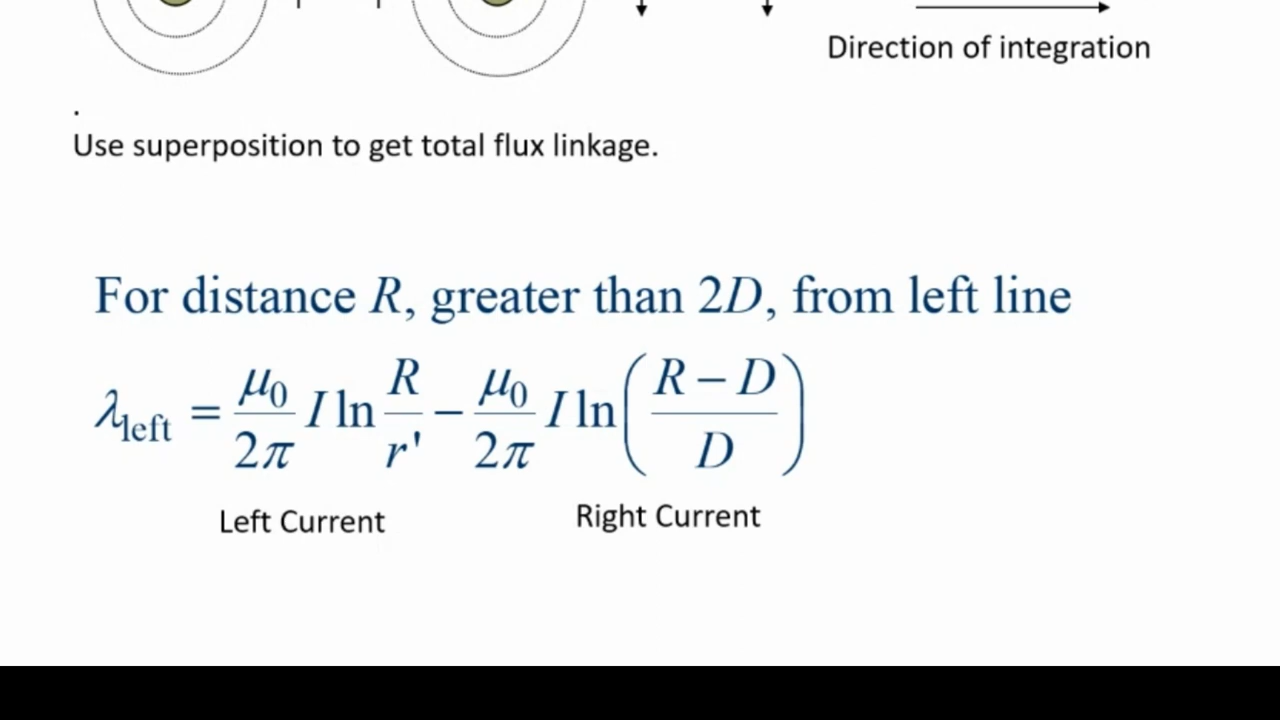 Direction of integration
.
Use superposition to get total flux linkage.
For distance R, greater than 2D, from left line
λleft = μ0/2π I ln R/r' − μ0/2π I ln((R − D)/D)
Left Current Right Current